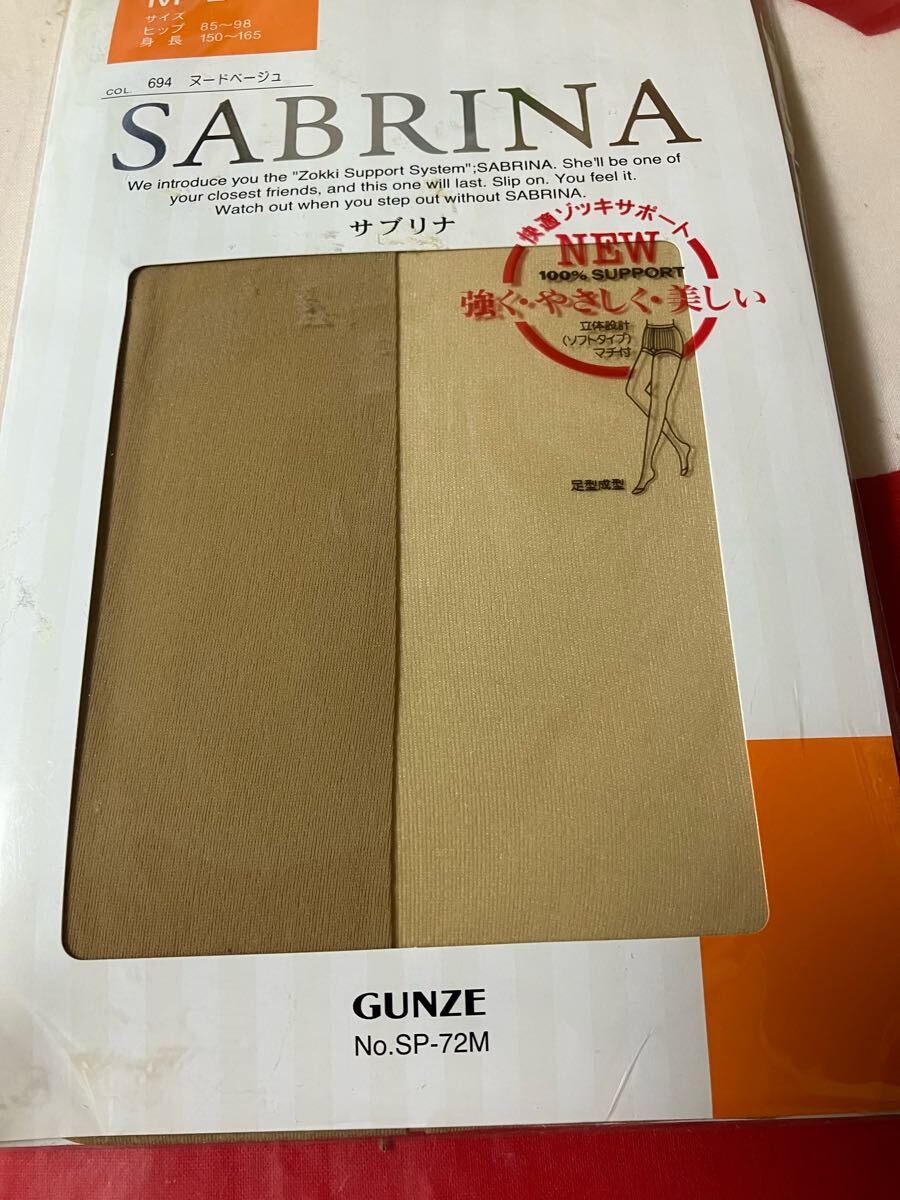 サイズ
ヒップ 85〜98
身長 150〜165
COL. 694 ヌードベージュ
SABRINA
We introduce you the "Zokki Support System";SABRINA. She'll be one of
your closest friends, and this one will last. Slip on. You feel it.
Watch out when you step out without SABRINA.
サブリナ
快適ゾッキサポート
NEW
100% SUPPORT
強く・やさしく・美しい
立体設計
(ソフトタイプ)
マチ付
足型成型
GUNZE
No.SP-72M